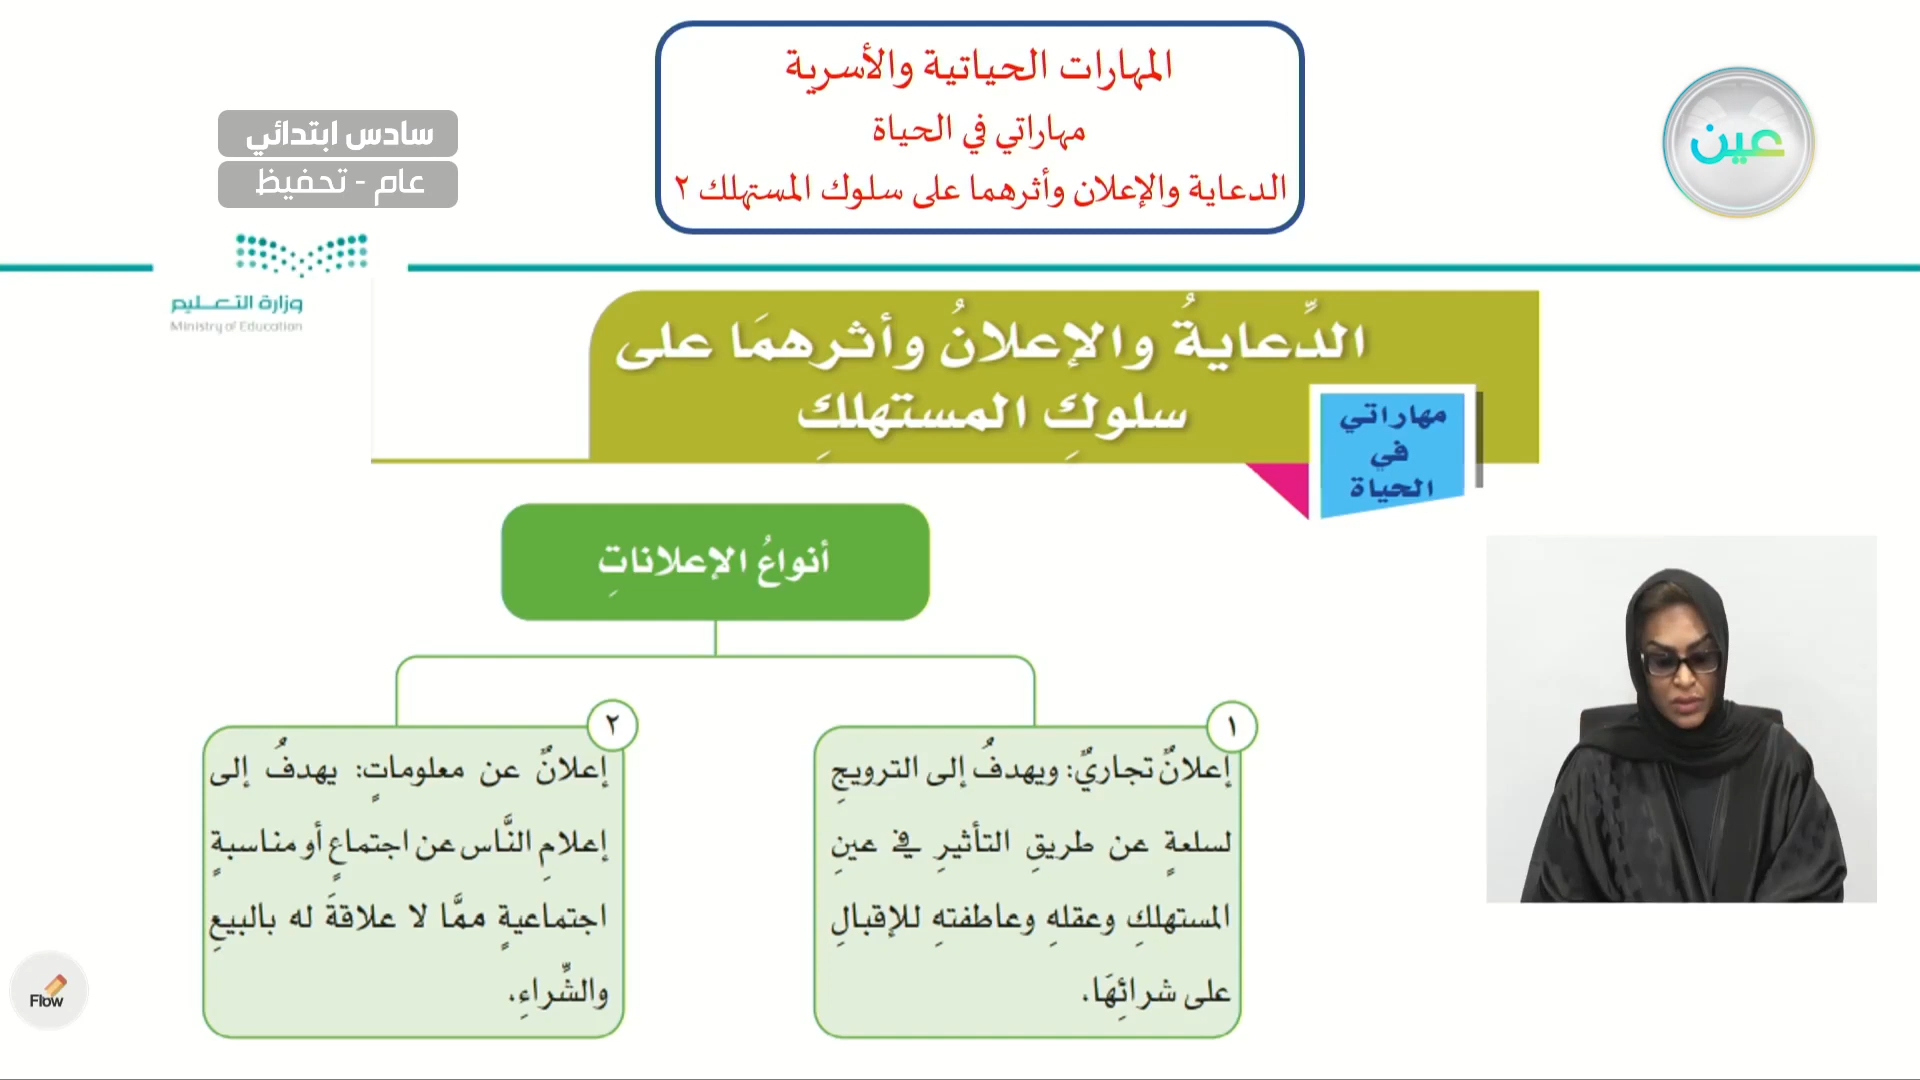 المهارات الحياتية والأسرية
مهاراتي في الحياة
الدعاية والإعلان وأثرهما على سلوك المستهلك ٢
عين
سادس ابتدائي
عام - تحفيظ
وزارة التعليم
Ministry of Education
الدِّعايةُ والإعلانُ وأثرهمَا على
سلوكِ المستهلكِ
مهاراتي
في
الحياة
أنواعُ الإعلاناتِ
١
إعلانٌ تجاريٌ: ويهدفُ إلى الترويجِ
لسلعةٍ عن طريقِ التأثيرِ في عينِ
المستهلكِ وعقلهِ وعاطفتهِ للإقبالِ
على شرائِهَا.
٢
إعلانٌ عن معلوماتٍ: يهدفُ إلى
إعلامِ النَّاس عن اجتماعٍ أو مناسبةٍ
اجتماعيةٍ ممَّا لا علاقةَ له بالبيعِ
والشِّراءِ.
Flow